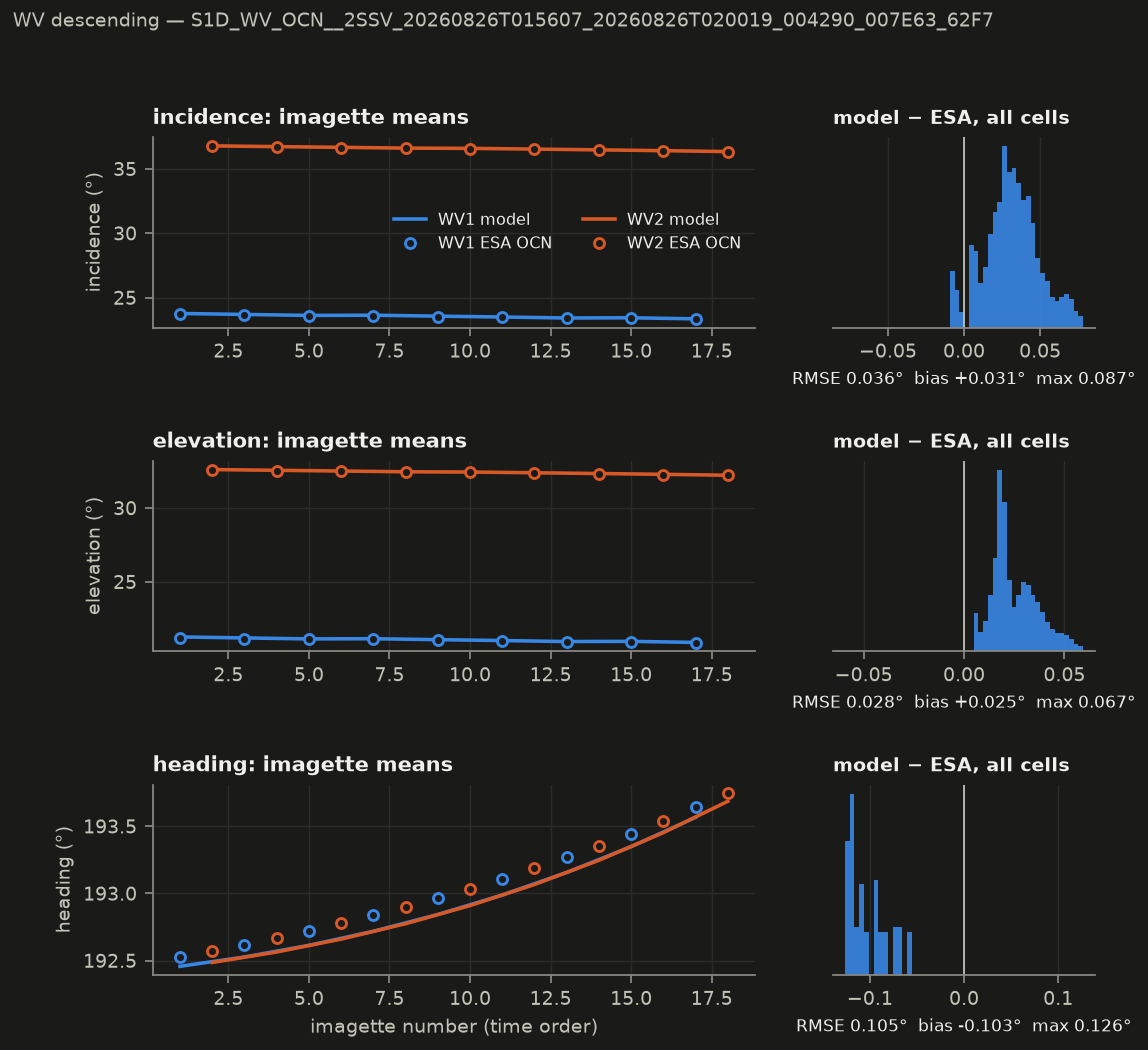 WV descending — S1D_WV_OCN__2SSV_20260826T015607_20260826T020019_004290_007E63_62F7
incidence: imagette means
incidence (°)
35
30
25
WV1 model
WV2 model
WV1 ESA OCN
WV2 ESA OCN
2.5 5.0 7.5 10.0 12.5 15.0 17.5
model − ESA, all cells
−0.05 0.00 0.05
RMSE 0.036° bias +0.031° max 0.087°
elevation: imagette means
elevation (°)
30
25
2.5 5.0 7.5 10.0 12.5 15.0 17.5
model − ESA, all cells
−0.05 0.00 0.05
RMSE 0.028° bias +0.025° max 0.067°
heading: imagette means
heading (°)
193.5
193.0
192.5
2.5 5.0 7.5 10.0 12.5 15.0 17.5
imagette number (time order)
model − ESA, all cells
−0.1 0.0 0.1
RMSE 0.105° bias -0.103° max 0.126°